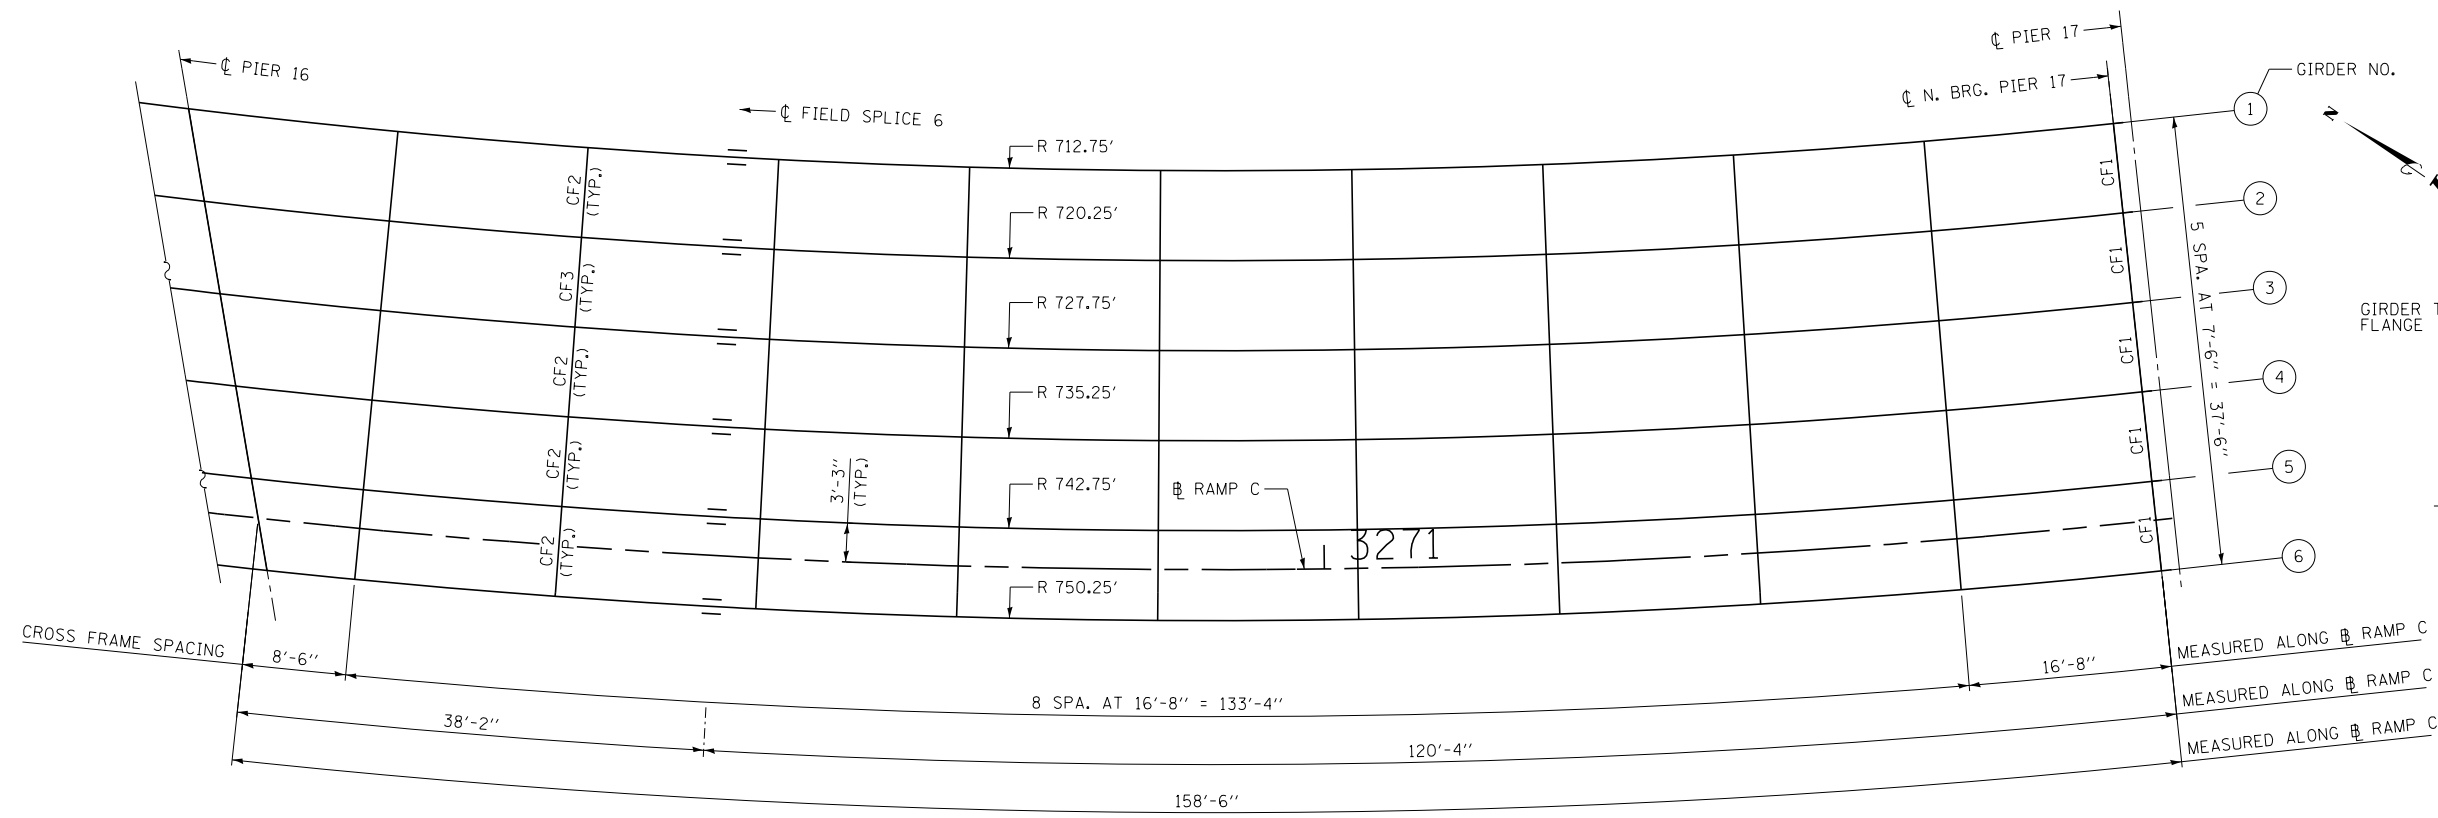 ℄ PIER 16
℄ FIELD SPLICE 6
℄ PIER 17
℄ N. BRG. PIER 17
GIRDER NO.
1
N
2
3
4
5
6
GIRDER
FLANGE
5 SPA. AT 7'-6" = 37'-6"
R 712.75'
R 720.25'
R 727.75'
R 735.25'
R 742.75'
R 750.25'
CF2
(TYP.)
CF3
(TYP.)
CF2
(TYP.)
CF2
(TYP.)
CF2
(TYP.)
CF1
CF1
CF1
CF1
CF1
3'-3"
(TYP.)
BL RAMP C
3271
CROSS FRAME SPACING
8'-6"
8 SPA. AT 16'-8" = 133'-4"
16'-8"
MEASURED ALONG BL RAMP C
38'-2"
120'-4"
MEASURED ALONG BL RAMP C
158'-6"
MEASURED ALONG BL RAMP C